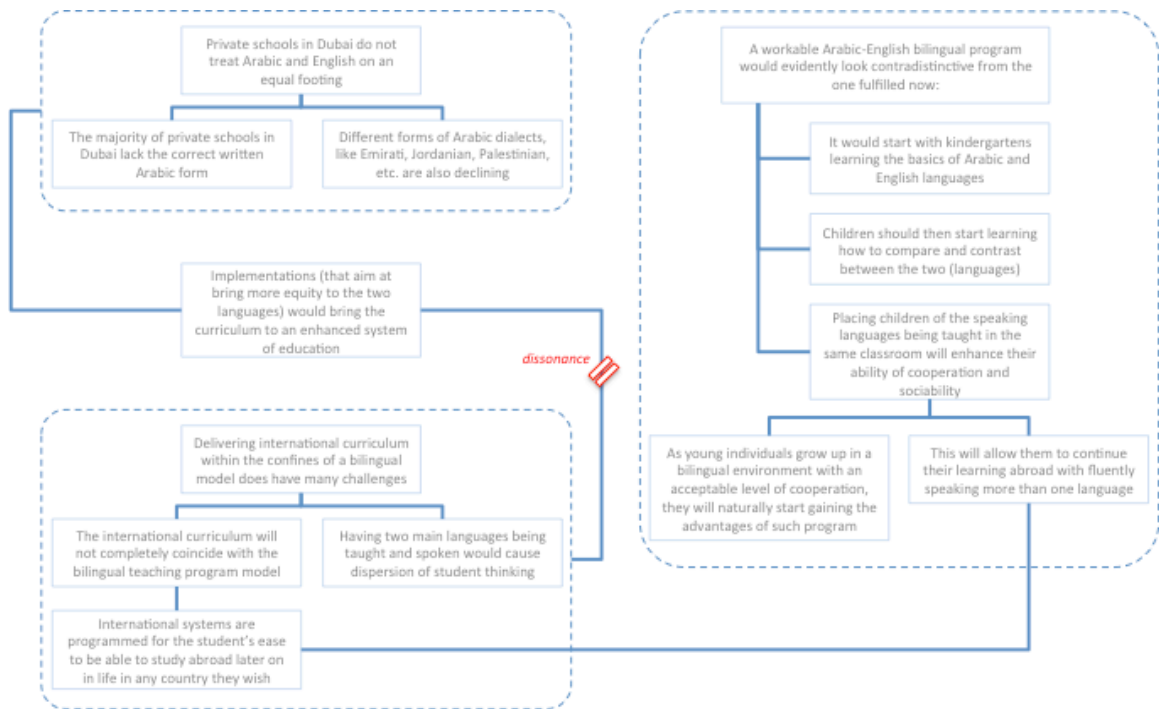 Private schools in Dubai do not
treat Arabic and English on an
equal footing
The majority of private schools in
Dubai lack the correct written
Arabic form
Different forms of Arabic dialects,
like Emirati, Jordanian, Palestinian,
etc. are also declining
Implementations (that aim at
bring more equity to the two
languages) would bring the
curriculum to an enhanced system
of education
dissonance
Delivering international curriculum
within the confines of a bilingual
model does have many challenges
The international curriculum will
not completely coincide with the
bilingual teaching program model
Having two main languages being
taught and spoken would cause
dispersion of student thinking
International systems are
programmed for the student's ease
to be able to study abroad later on
in life in any country they wish
A workable Arabic-English bilingual program
would evidently look contradistinctive from the
one fulfilled now:
It would start with kindergartens
learning the basics of Arabic and
English languages
Children should then start learning
how to compare and contrast
between the two (languages)
Placing children of the speaking
languages being taught in the
same classroom will enhance their
ability of cooperation and
sociability
As young individuals grow up in a
bilingual environment with an
acceptable level of cooperation,
they will naturally start gaining the
advantages of such program
This will allow them to continue
their learning abroad with fluently
speaking more than one language